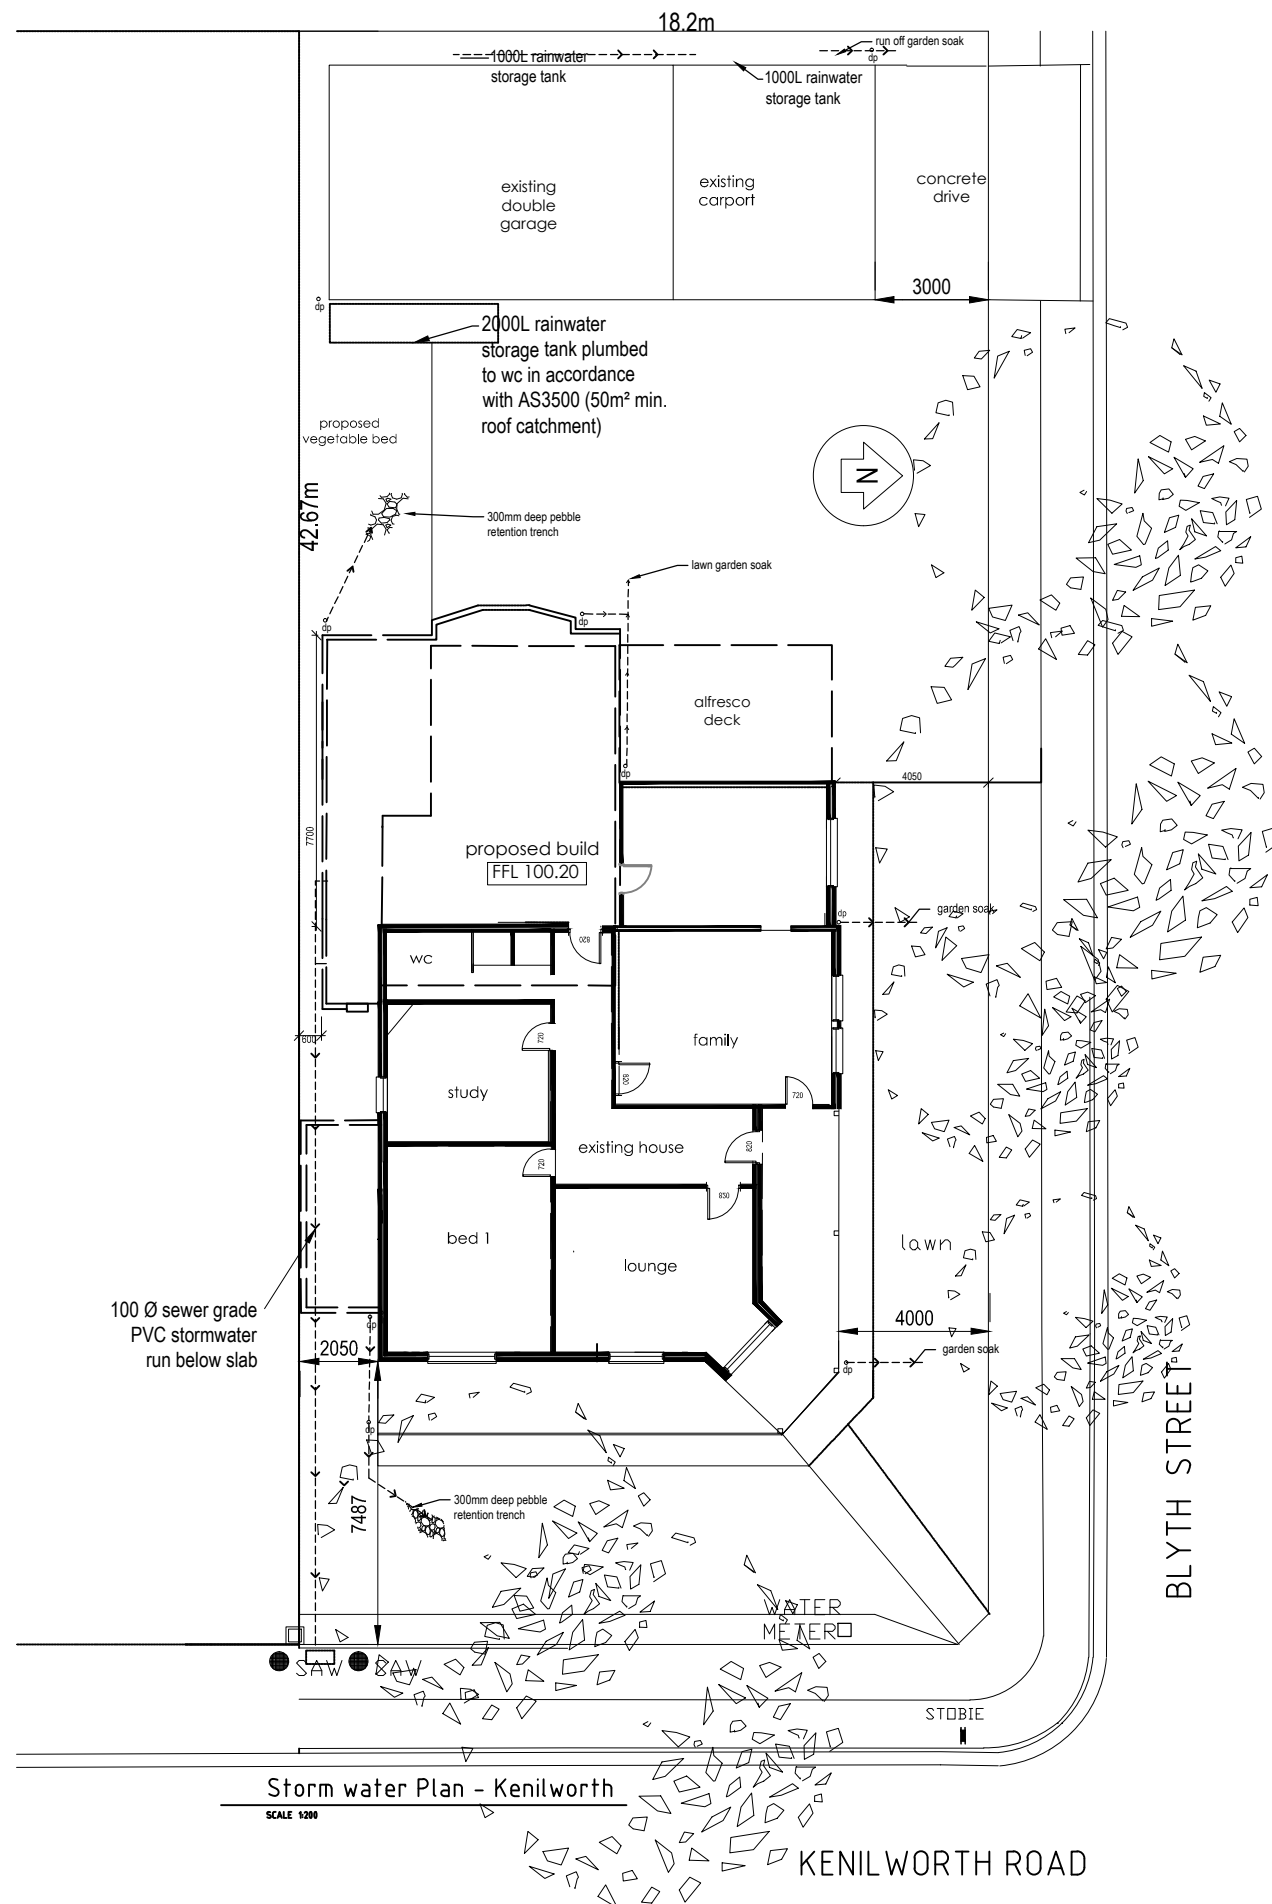 18.2m
run off garden soak
dp
1000L rainwater
storage tank
1000L rainwater
storage tank
existing
double
garage
existing
carport
concrete
drive
3000
dp
2000L rainwater
storage tank plumbed
to wc in accordance
with AS3500 (50m² min.
roof catchment)
proposed
vegetable bed
N
42.67m
300mm deep pebble
retention trench
lawn garden soak
dp
dp
alfresco
deck
dp
4050
7700
proposed build
FFL 100.20
dp
garden soak
820
wc
family
720
600
820
study
720
existing house
820
720
850
bed 1
lounge
lawn
100 Ø sewer grade
PVC stormwater
run below slab
dp
2050
4000
garden soak
dp
dp
BLYTH STREET
7487
300mm deep pebble
retention trench
WATER
METER
SAW
SAW
STOBIE
Storm water Plan - Kenilworth
SCALE 1:200
KENILWORTH ROAD